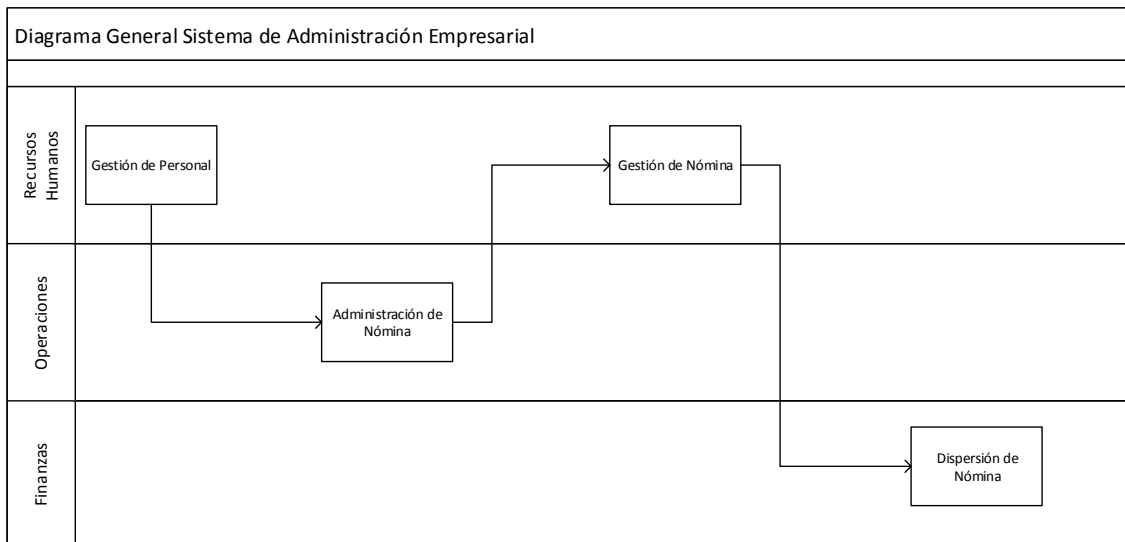 Diagrama General Sistema de Administración Empresarial
Recursos
Humanos
Gestión de Personal
Gestión de Nómina
Operaciones
Administración de
Nómina
Finanzas
Dispersión de
Nómina